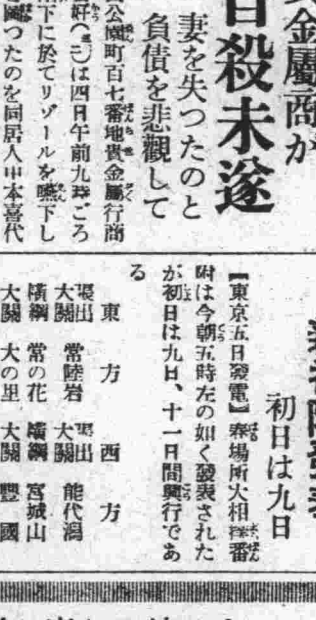 金屬商が
自殺未遂
妻を失つたのと
負債を悲觀して
公園町百七番地貴金屬行商
は四日午前九時ごろ
下に於てリゾールを嚥下し
つたのを同居人中本喜代
初日は九日
【東京五日發電】春場所大相撲番
附は今朝五時左の如く發表された
が初日は九日、十一日間興行であ
る
東方 西方
張出大關 常陸岩 張出大關 能代潟
横綱 常の花 横綱 宮城山
大關 大の里 大關 豐國